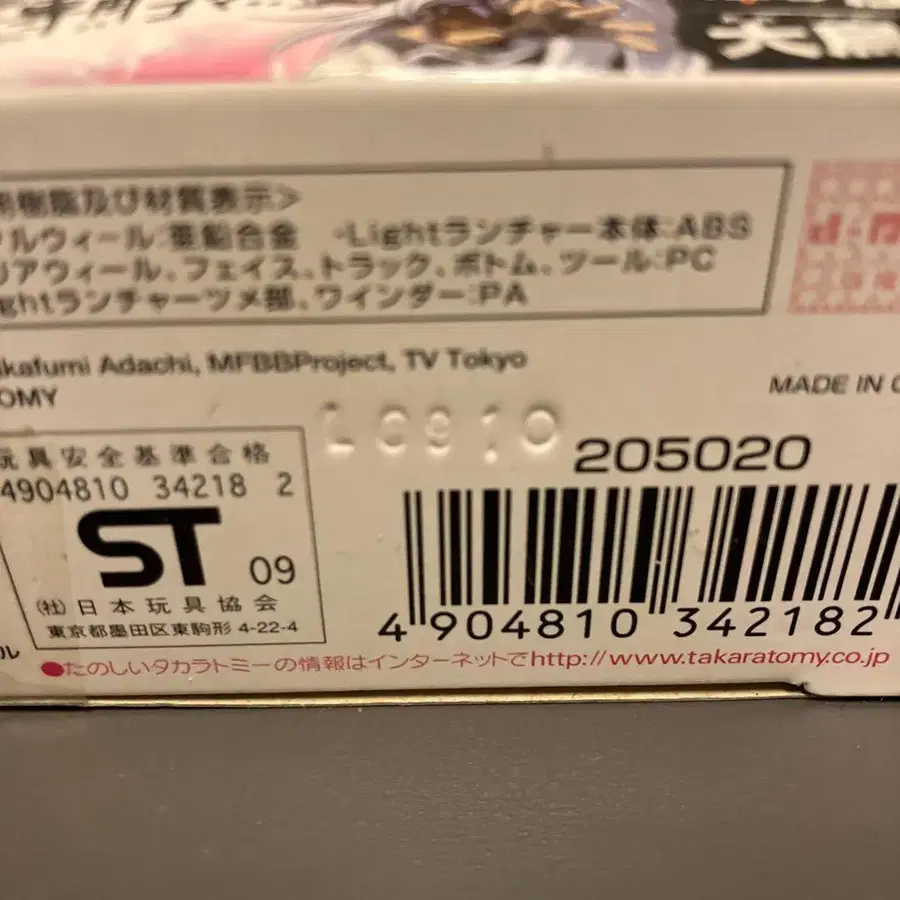 樹脂及び材質表示＞
ルウィール:亜鉛合金　-Lightランチャー本体:ABS
リアウィール、フェイス、トラック、ボトム、ツール:PC
ightランチャーツメ部、ワインダー:PA
kafumi Adachi, MFBBProject, TV Tokyo
OMY
MADE IN C
玩具安全基準合格
4904810 34218 2
ST 09
(社)日本玩具協会
東京都墨田区東駒形 4-22-4
205020
4 904810 342182
●たのしいタカラトミーの情報はインターネットでhttp://www.takaratomy.co.jp